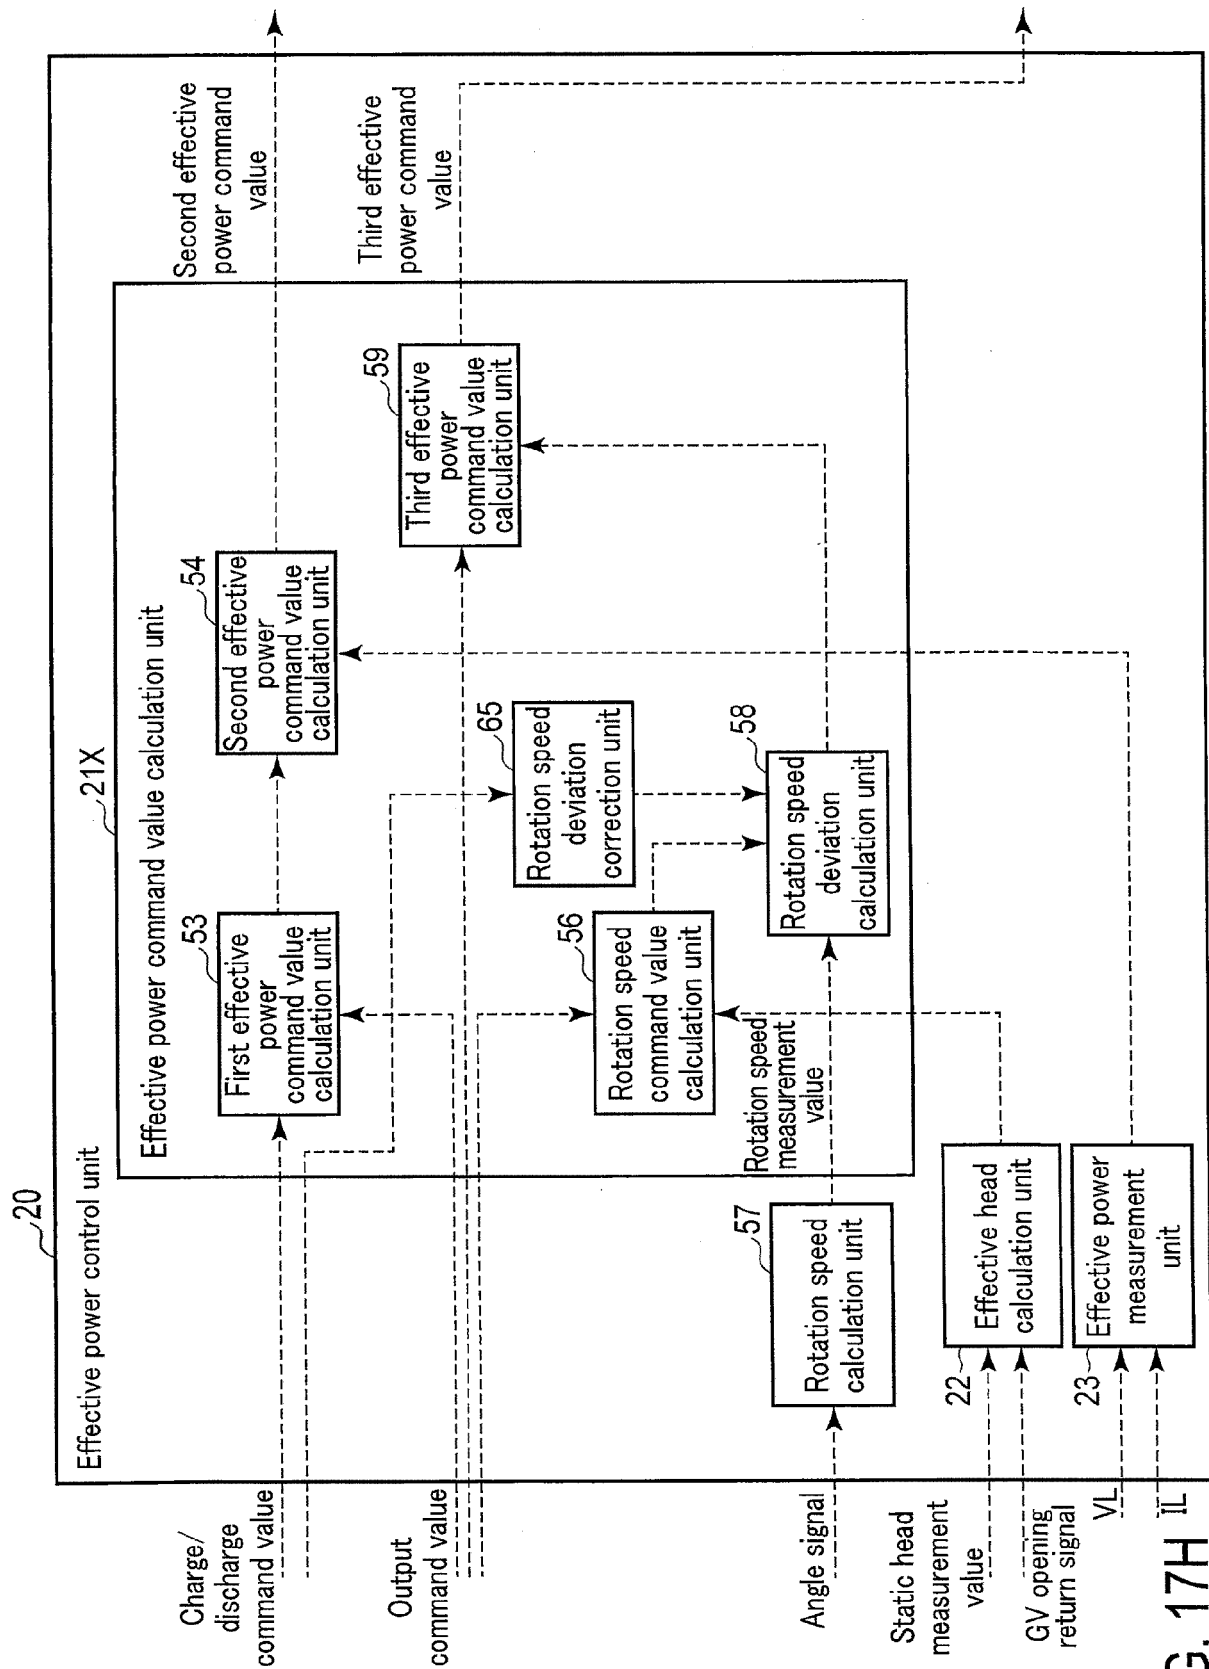 20
Effective power control unit
21X
Effective power command value calculation unit
Charge/
discharge
command value
Output
command value
Angle signal
Static head
measurement
value
GV opening
return signal
VL
IL
53
First effective
power
command value
calculation unit
54
Second effective
power
command value
calculation unit
Second effective
power command
value
56
Rotation speed
command value
calculation unit
65
Rotation speed
deviation
correction unit
59
Third effective
power
command value
calculation unit
Third effective
power command
value
57
Rotation speed
calculation unit
Rotation speed
measurement
value
58
Rotation speed
deviation
calculation unit
22
Effective head
calculation unit
23
Effective power
measurement
unit
G. 17H